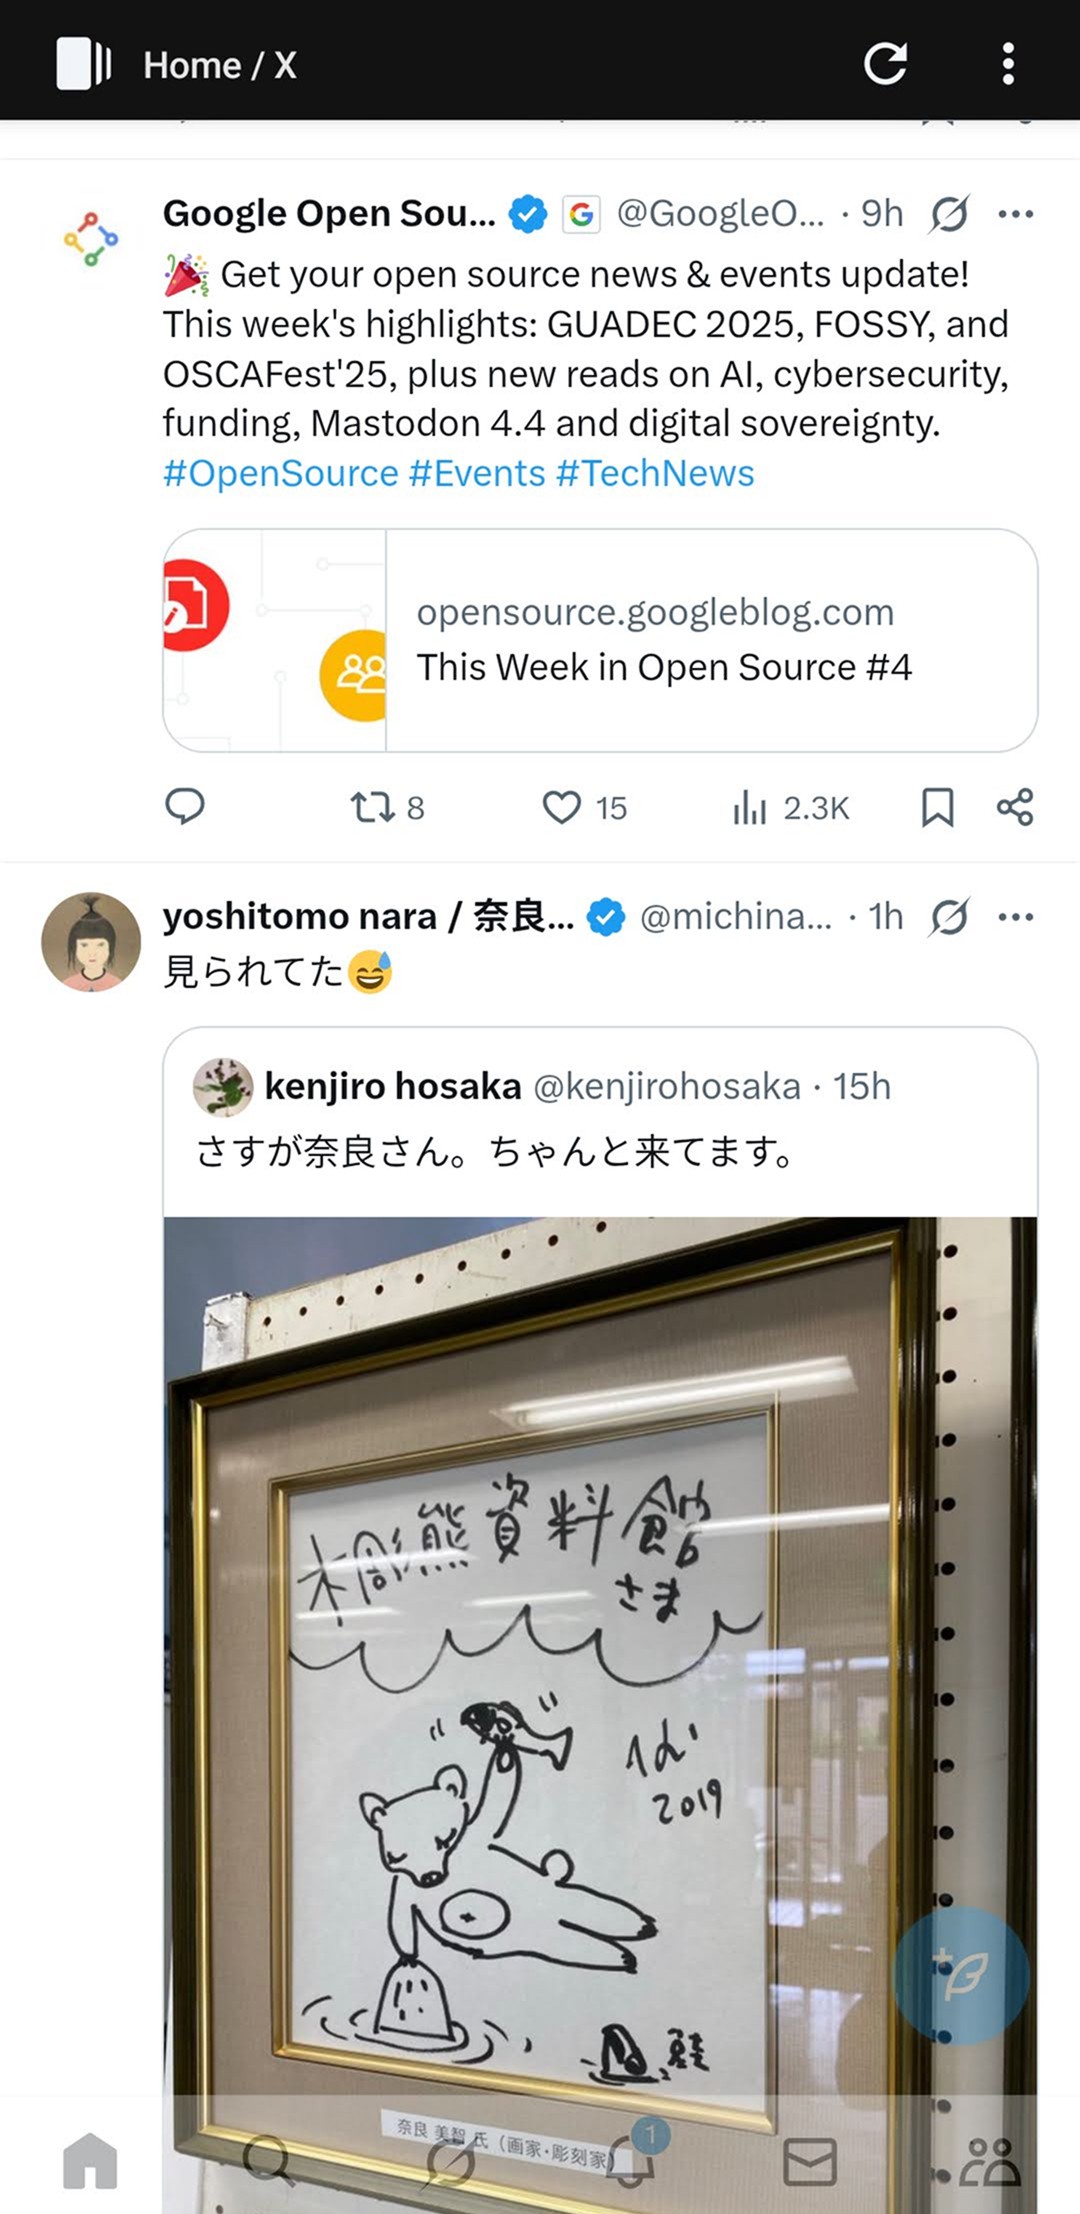 Home / X
Google Open Sou... @GoogleO... · 9h
🎉 Get your open source news & events update!
This week's highlights: GUADEC 2025, FOSSY, and
OSCAFest'25, plus new reads on AI, cybersecurity,
funding, Mastodon 4.4 and digital sovereignty.
#OpenSource #Events #TechNews
opensource.googleblog.com
This Week in Open Source #4
8 15 2.3K
yoshitomo nara / 奈良... @michina... · 1h
見られてた😅
kenjiro hosaka @kenjirohosaka · 15h
さすが奈良さん。ちゃんと来てます。
木彫熊資料館
さま
2019
奈良 美智 氏（画家・彫刻家）
1